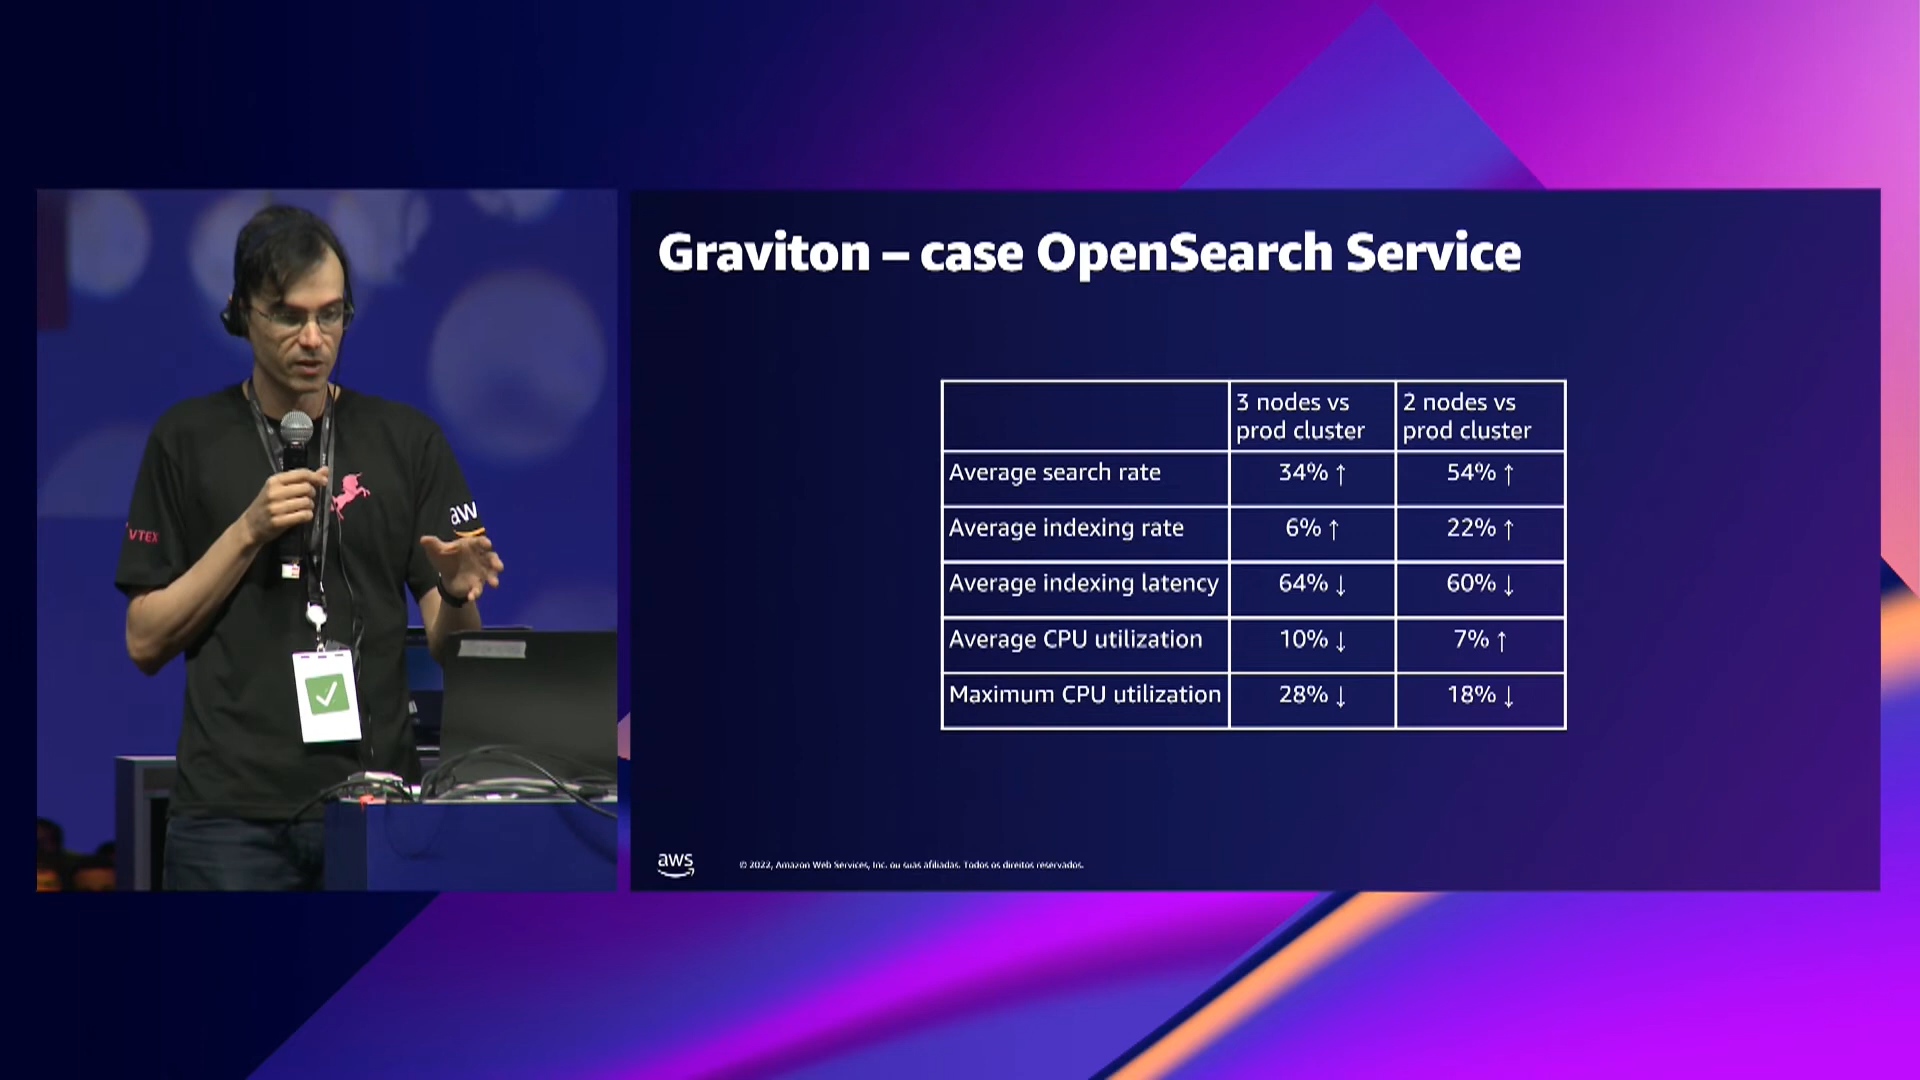 Graviton – case OpenSearch Service
3 nodes vs
prod cluster
2 nodes vs
prod cluster
Average search rate 34% ↑ 54% ↑
Average indexing rate 6% ↑ 22% ↑
Average indexing latency 64% ↓ 60% ↓
Average CPU utilization 10% ↓ 7% ↑
Maximum CPU utilization 28% ↓ 18% ↓
VTEX
aw
aws
© 2022, Amazon Web Services, Inc. ou suas afiliadas. Todos os direitos reservados.